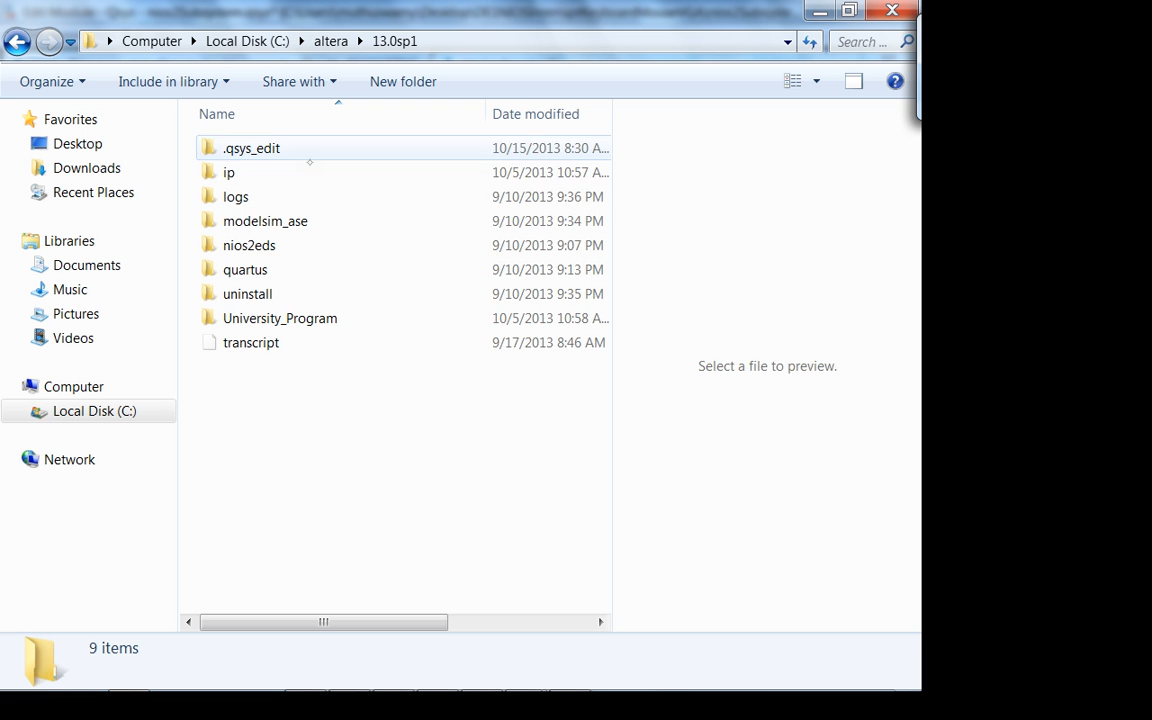 Computer Local Disk (C:) altera 13.0sp1 Search ...
Organize Include in library Share with New folder
Name Date modified
Favorites
Desktop
Downloads
Recent Places
Libraries
Documents
Music
Pictures
Videos
Computer
Local Disk (C:)
Network
.qsys_edit 10/15/2013 8:30 A...
ip 10/5/2013 10:57 A...
logs 9/10/2013 9:36 PM
modelsim_ase 9/10/2013 9:34 PM
nios2eds 9/10/2013 9:07 PM
quartus 9/10/2013 9:13 PM
uninstall 9/10/2013 9:35 PM
University_Program 10/5/2013 10:58 A...
transcript 9/17/2013 8:46 AM
Select a file to preview.
9 items